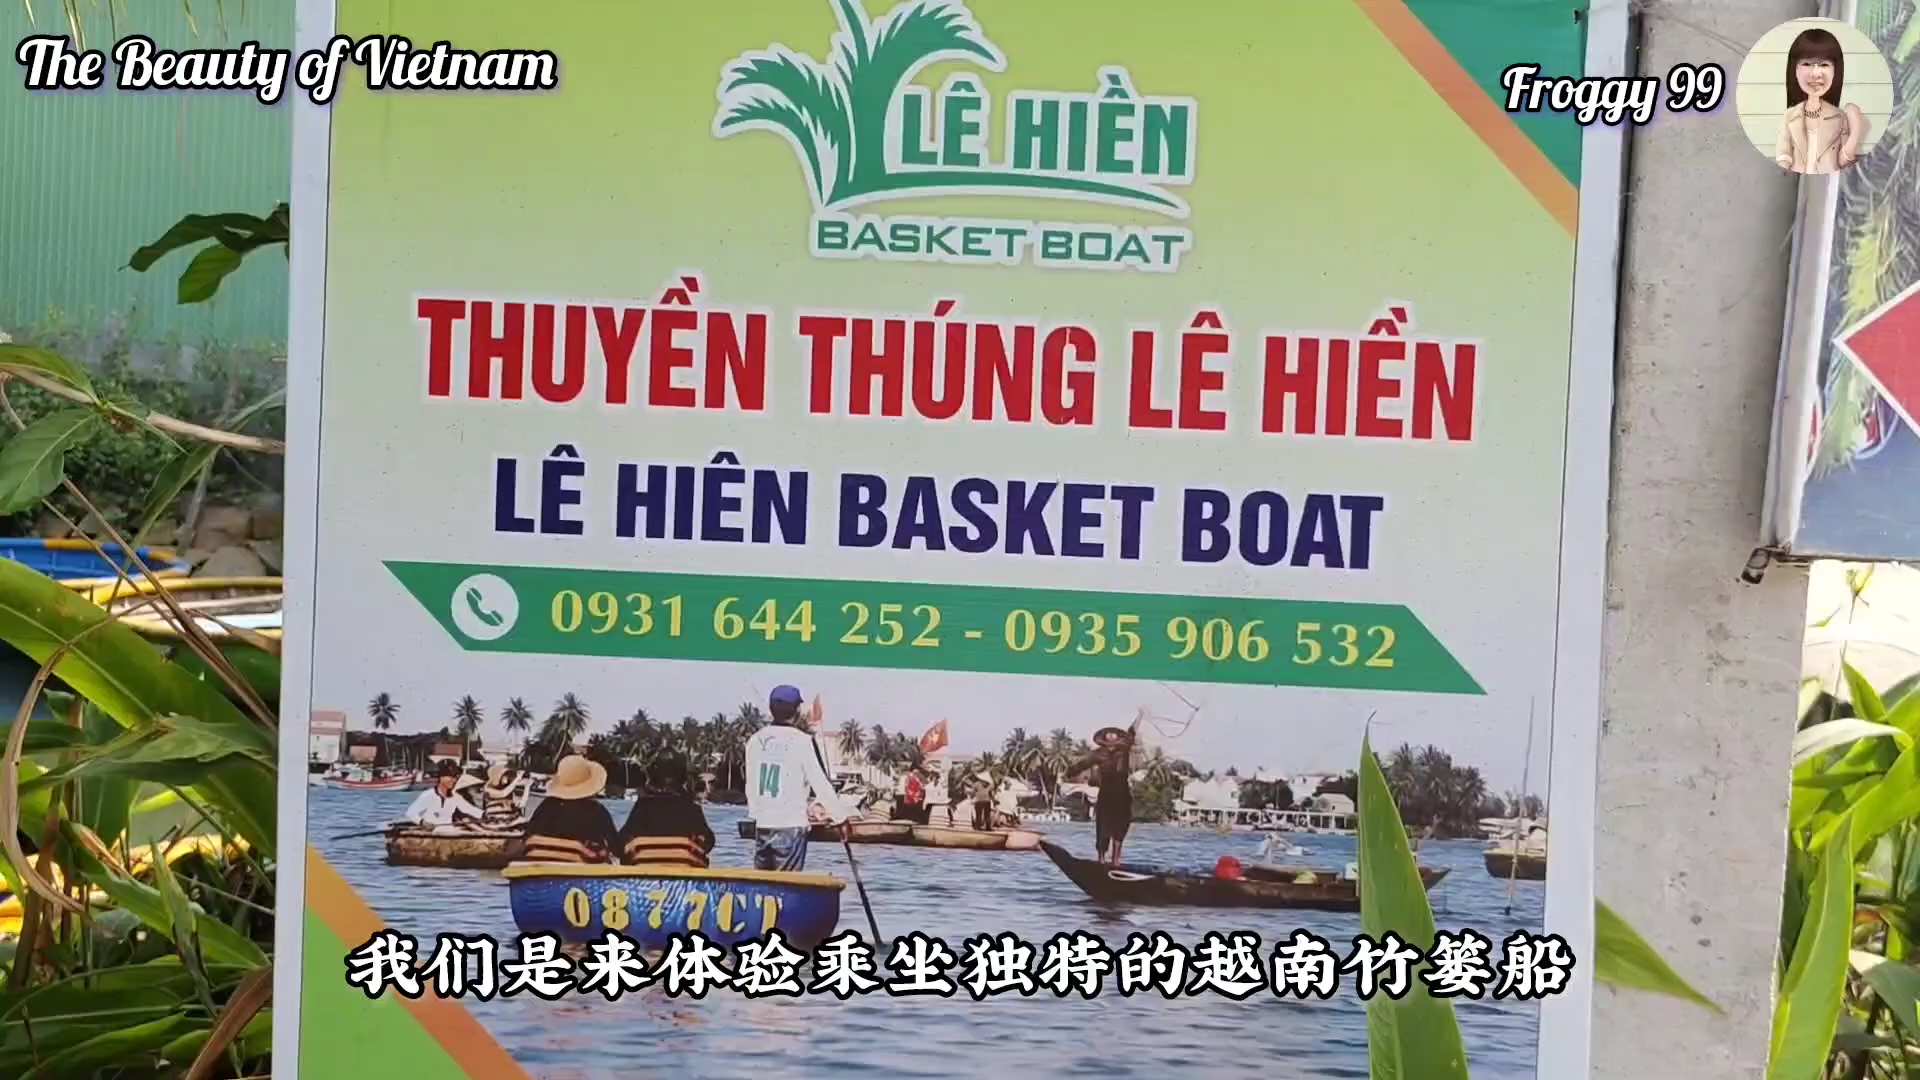 The Beauty of Vietnam
Froggy 99
LÊ HIỀN
BASKET BOAT
THUYỀN THÚNG LÊ HIỀN
LÊ HIÊN BASKET BOAT
0931 644 252 - 0935 906 532
14
0877CT
我们是来体验乘坐独特的越南竹篓船